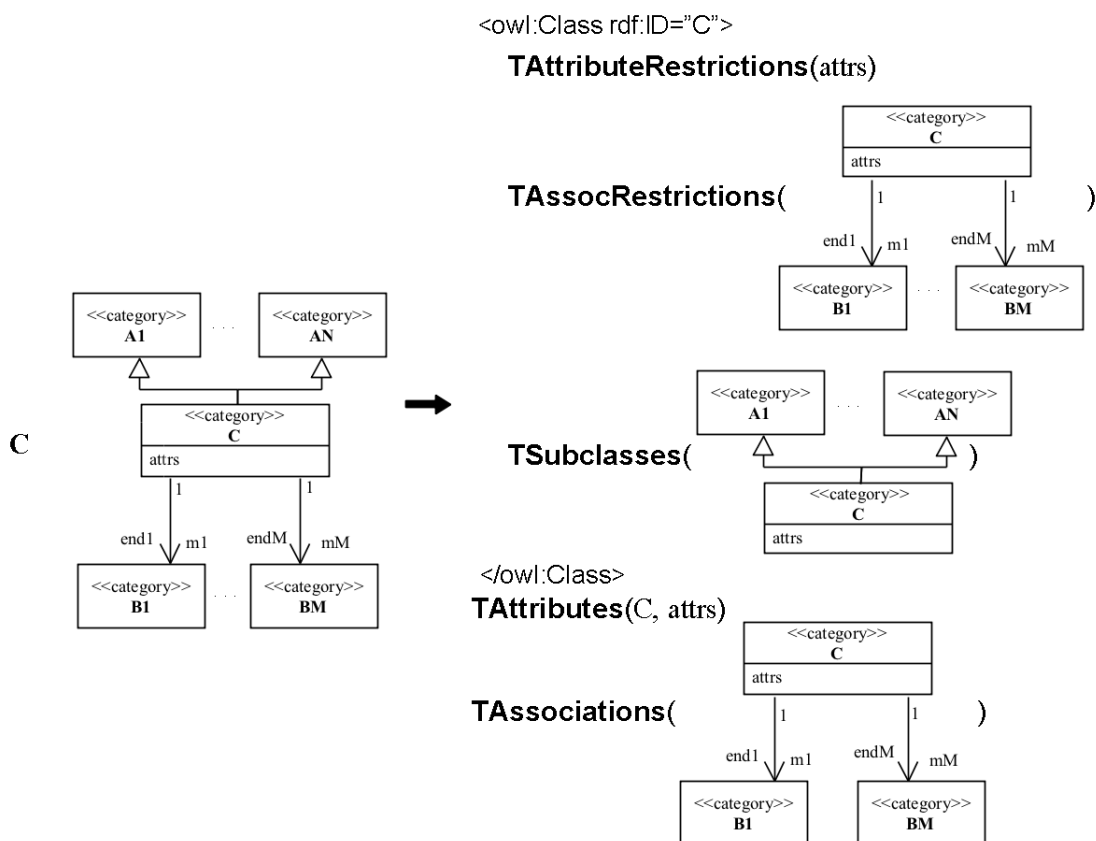 C
<<category>>
A1
. . .
<<category>>
AN
<<category>>
C
attrs
1
1
end1
m1
endM
mM
<<category>>
B1
. . .
<<category>>
BM
<owl:Class rdf:ID=”C”>
TAttributeRestrictions(attrs)
TAssocRestrictions(
<<category>>
C
attrs
1
1
end1
m1
endM
mM
<<category>>
B1
. . .
<<category>>
BM
)
TSubclasses(
<<category>>
A1
. . .
<<category>>
AN
<<category>>
C
attrs
)
</owl:Class>
TAttributes(C, attrs)
TAssociations(
<<category>>
C
attrs
1
1
end1
m1
endM
mM
<<category>>
B1
<<category>>
BM
)